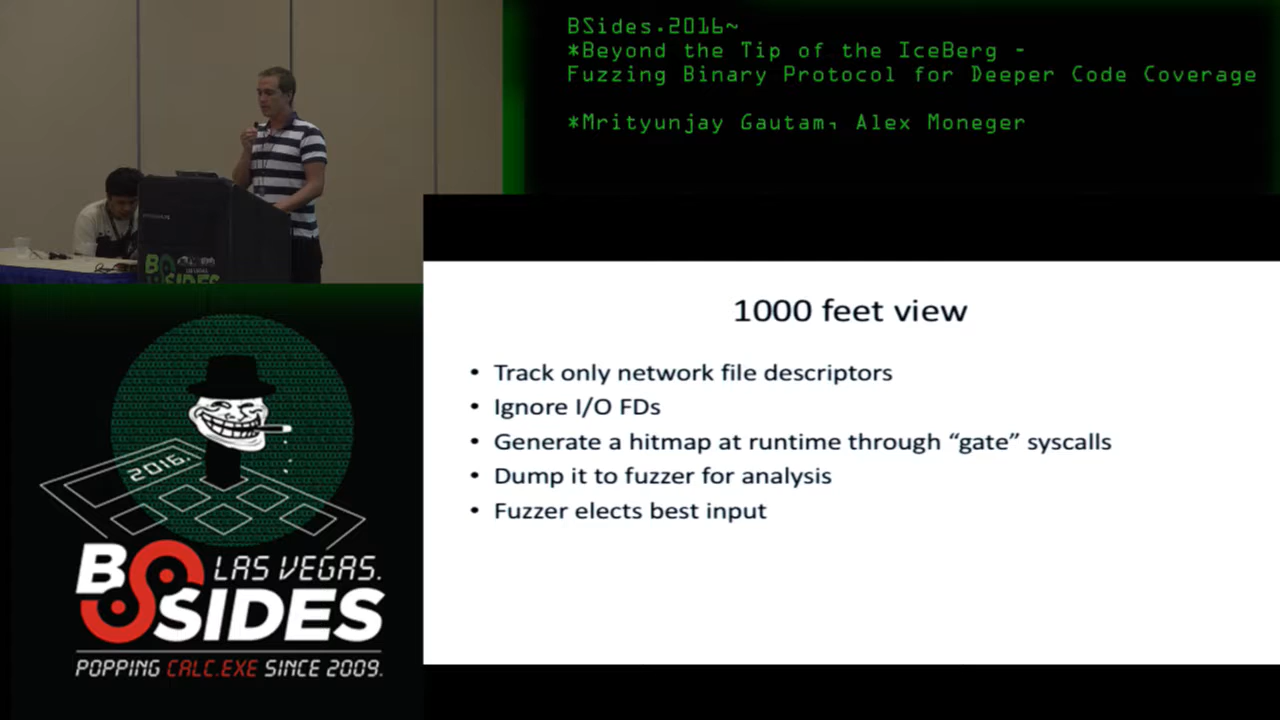 BSides.2016~
*Beyond the Tip of the IceBerg -
Fuzzing Binary Protocol for Deeper Code Coverage
*Mrityunjay Gautam, Alex Moneger
1000 feet view
• Track only network file descriptors
• Ignore I/O FDs
• Generate a hitmap at runtime through “gate” syscalls
• Dump it to fuzzer for analysis
• Fuzzer elects best input
BSIDES
2016.
BSIDES
LAS VEGAS.
POPPING CALC.EXE SINCE 2009.